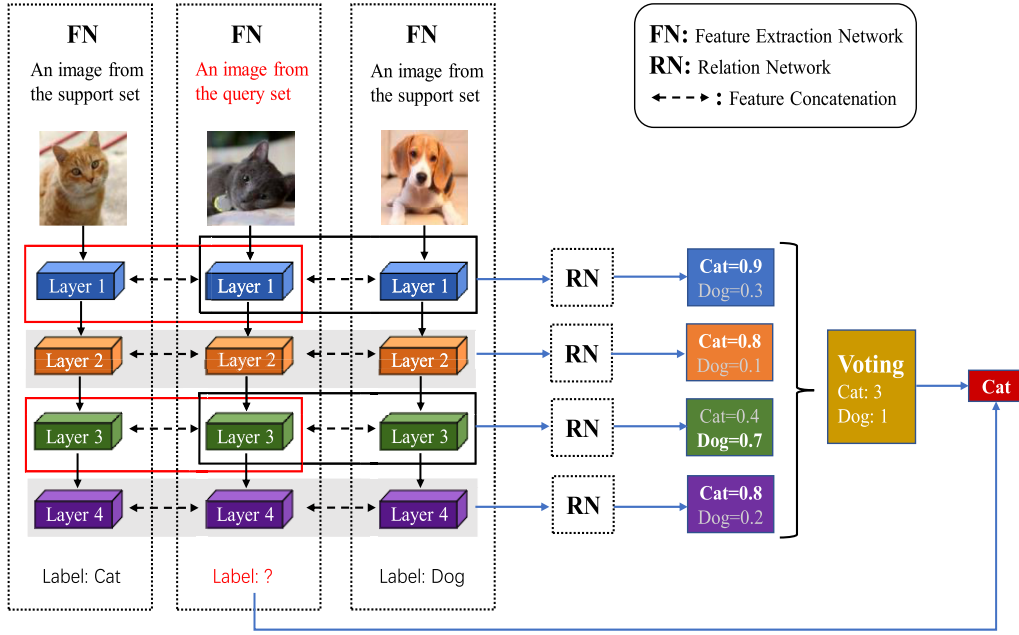 FN
An image from
the support set
FN
An image from
the query set
FN
An image from
the support set
FN: Feature Extraction Network
RN: Relation Network
: Feature Concatenation
Layer 1
Layer 1
Layer 1
RN
Cat=0.9
Dog=0.3
Layer 2
Layer 2
Layer 2
RN
Cat=0.8
Dog=0.1
Layer 3
Layer 3
Layer 3
RN
Cat=0.4
Dog=0.7
Layer 4
Layer 4
Layer 4
RN
Cat=0.8
Dog=0.2
Voting
Cat: 3
Dog: 1
Cat
Label: Cat
Label: ?
Label: Dog